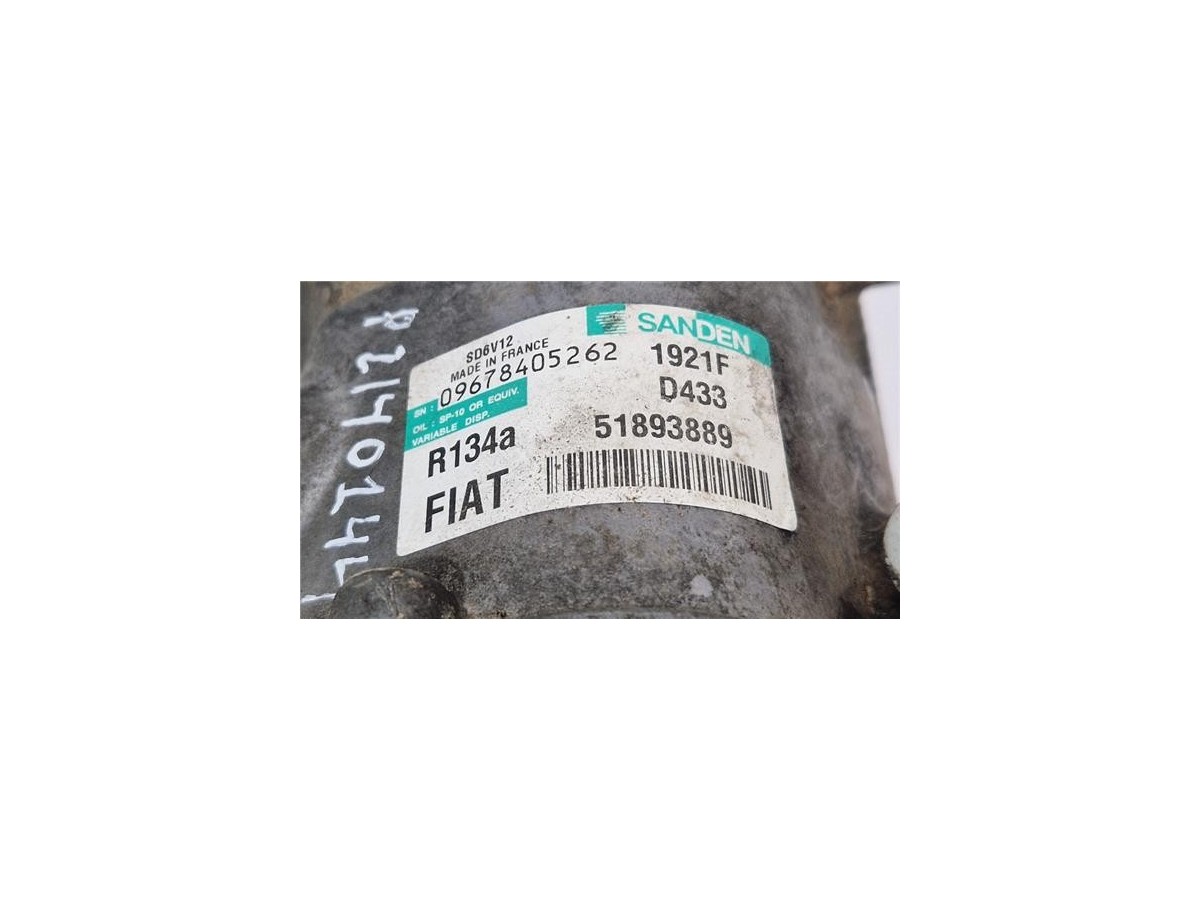 SANDEN
SD6V12
MADE IN FRANCE
SN : 09678405262
1921F
OIL : SP-10 OR EQUIV.
VARIABLE DISP.
D433
R134a
51893889
FIAT